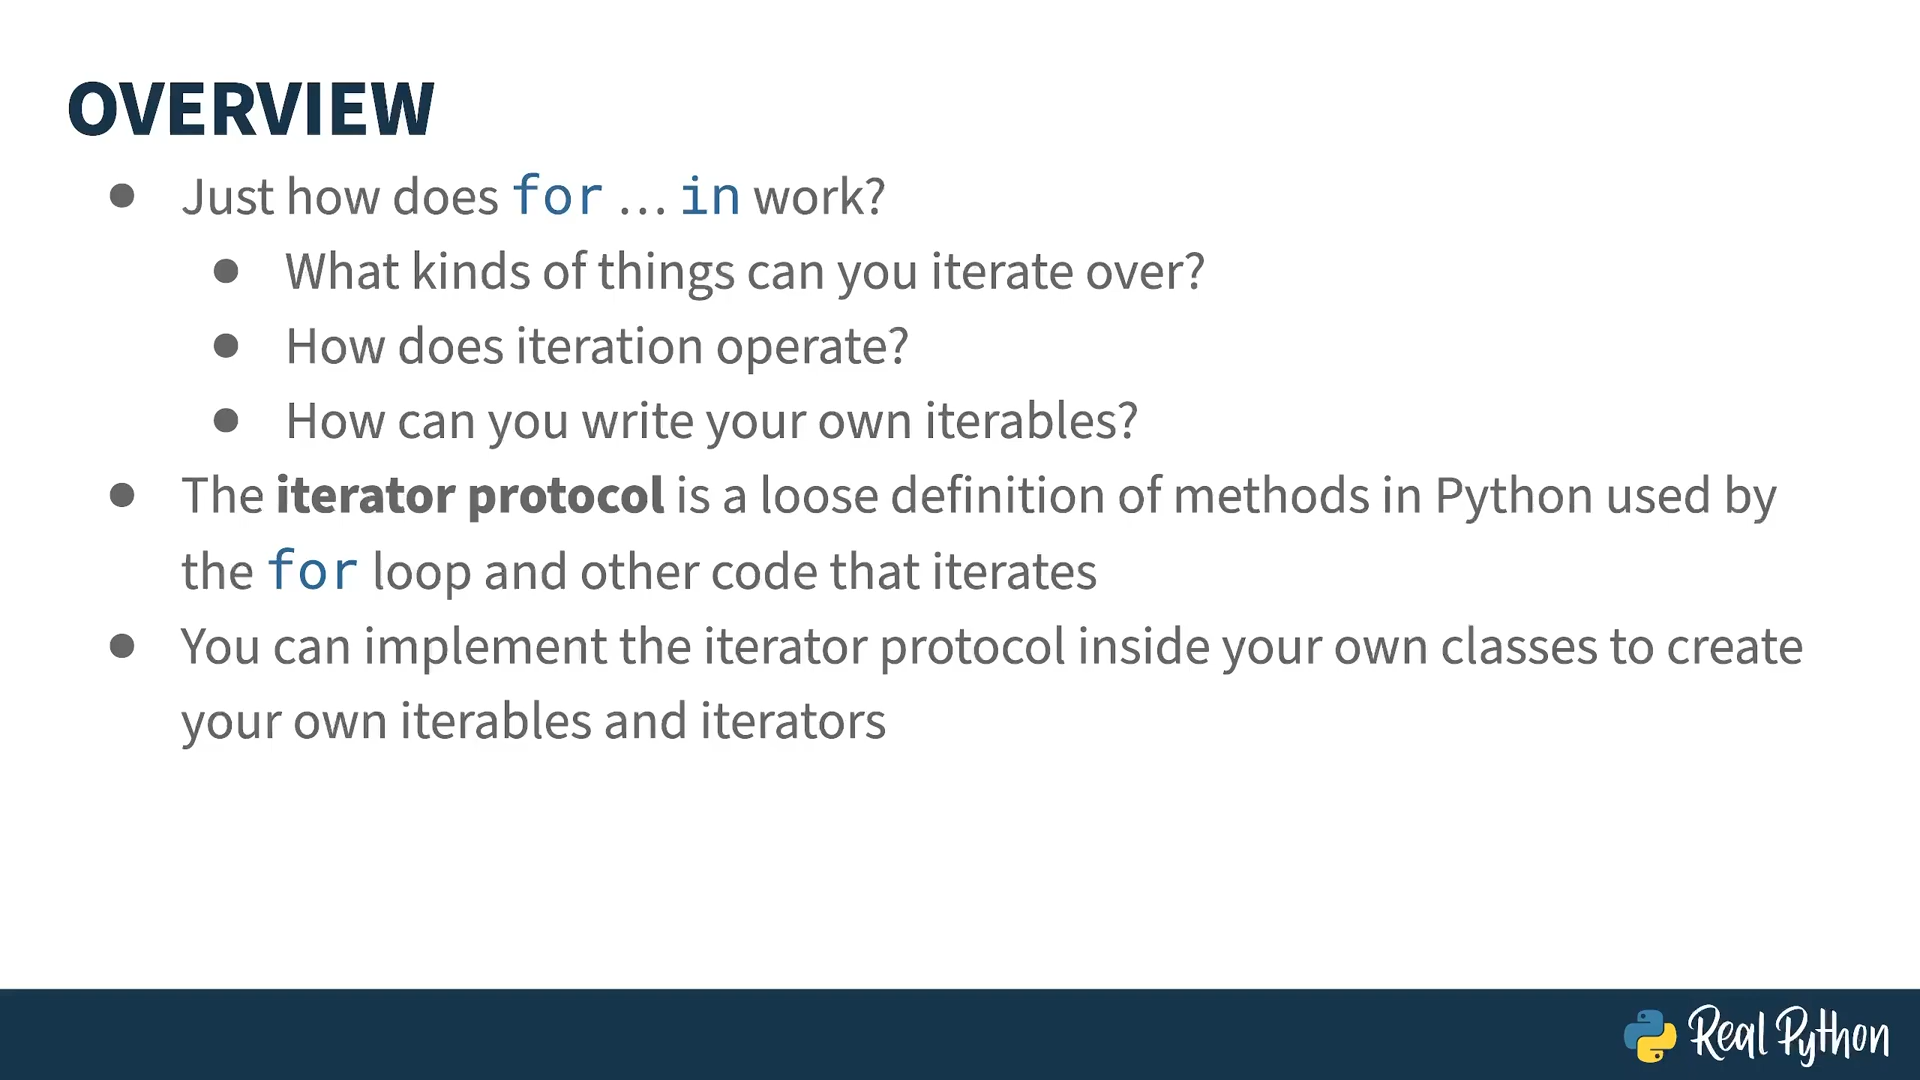 OVERVIEW
● Just how does for … in work?
● What kinds of things can you iterate over?
● How does iteration operate?
● How can you write your own iterables?
● The iterator protocol is a loose definition of methods in Python used by
the for loop and other code that iterates
● You can implement the iterator protocol inside your own classes to create
your own iterables and iterators
Real Python